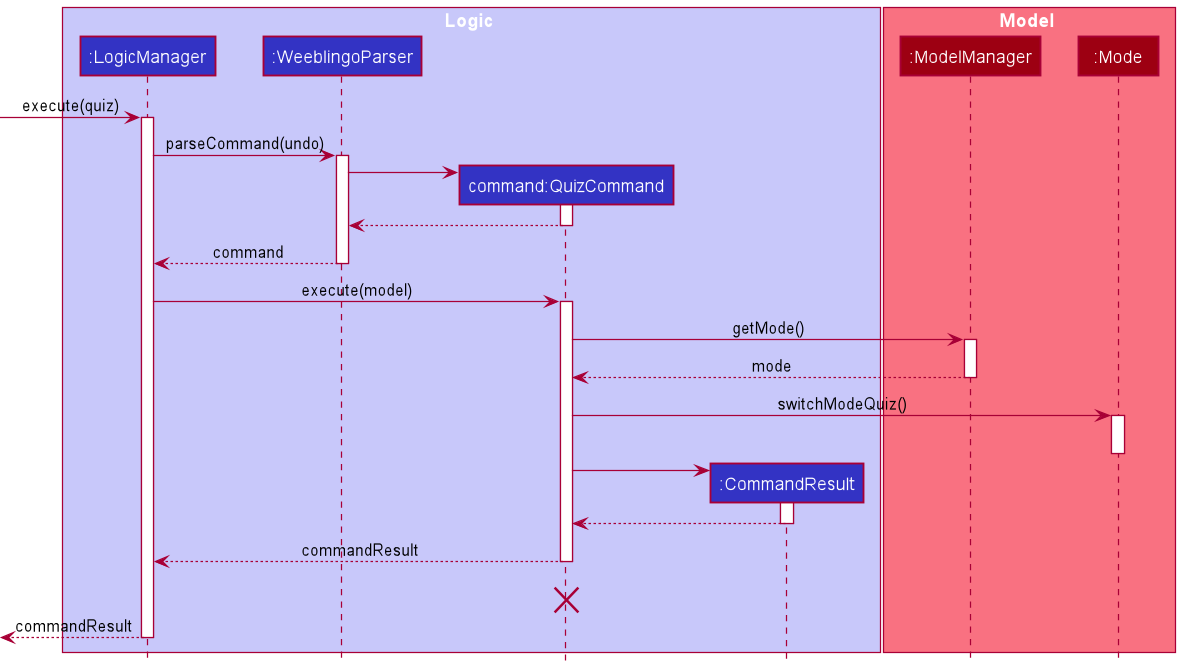 Logic
Model
:LogicManager
:WeeblingoParser
:ModelManager
:Mode
execute(quiz)
parseCommand(undo)
command:QuizCommand
command
execute(model)
getMode()
mode
switchModeQuiz()
:CommandResult
commandResult
commandResult